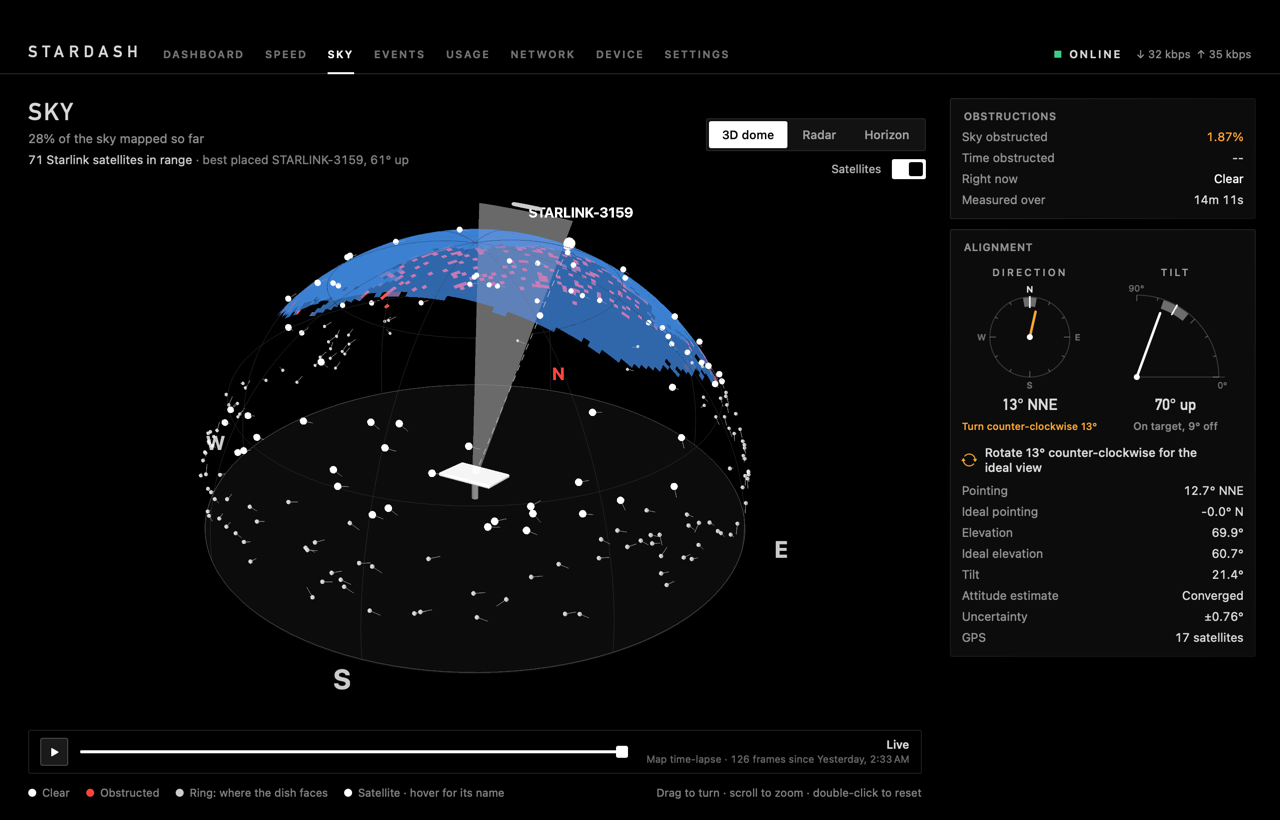 STARDASH
DASHBOARD SPEED SKY EVENTS USAGE NETWORK DEVICE SETTINGS
ONLINE ↓ 32 kbps ↑ 35 kbps
SKY
28% of the sky mapped so far
71 Starlink satellites in range · best placed STARLINK-3159, 61° up
3D dome Radar Horizon
Satellites
STARLINK-3159
N
W
E
S
OBSTRUCTIONS
Sky obstructed 1.87%
Time obstructed --
Right now Clear
Measured over 14m 11s
ALIGNMENT
DIRECTION TILT
N
W E
S
90°
0°
13° NNE 70° up
Turn counter-clockwise 13° On target, 9° off
Rotate 13° counter-clockwise for the
ideal view
Pointing 12.7° NNE
Ideal pointing -0.0° N
Elevation 69.9°
Ideal elevation 60.7°
Tilt 21.4°
Attitude estimate Converged
Uncertainty ±0.76°
GPS 17 satellites
Live
Map time-lapse · 126 frames since Yesterday, 2:33 AM
Clear Obstructed Ring: where the dish faces Satellite · hover for its name
Drag to turn · scroll to zoom · double-click to reset